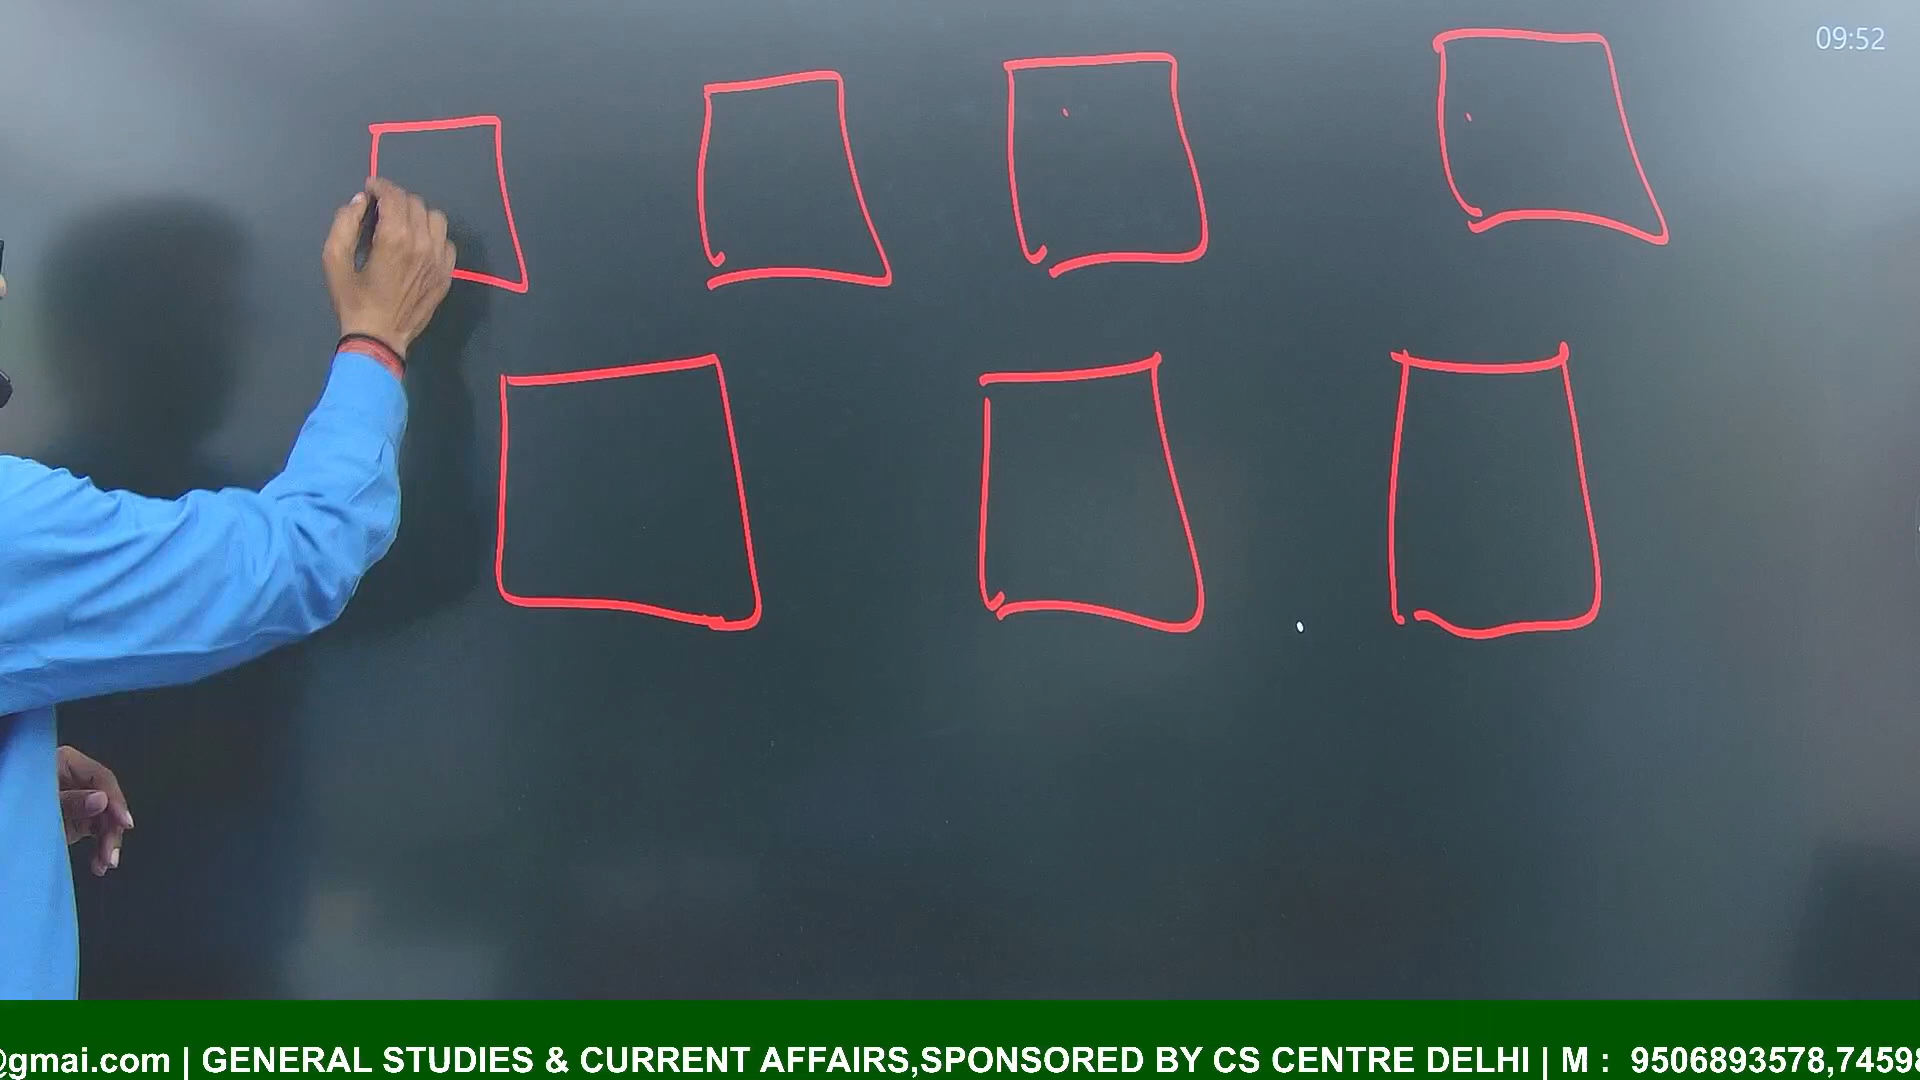 09:52
@gmai.com | GENERAL STUDIES & CURRENT AFFAIRS,SPONSORED BY CS CENTRE DELHI | M : 9506893578,74598